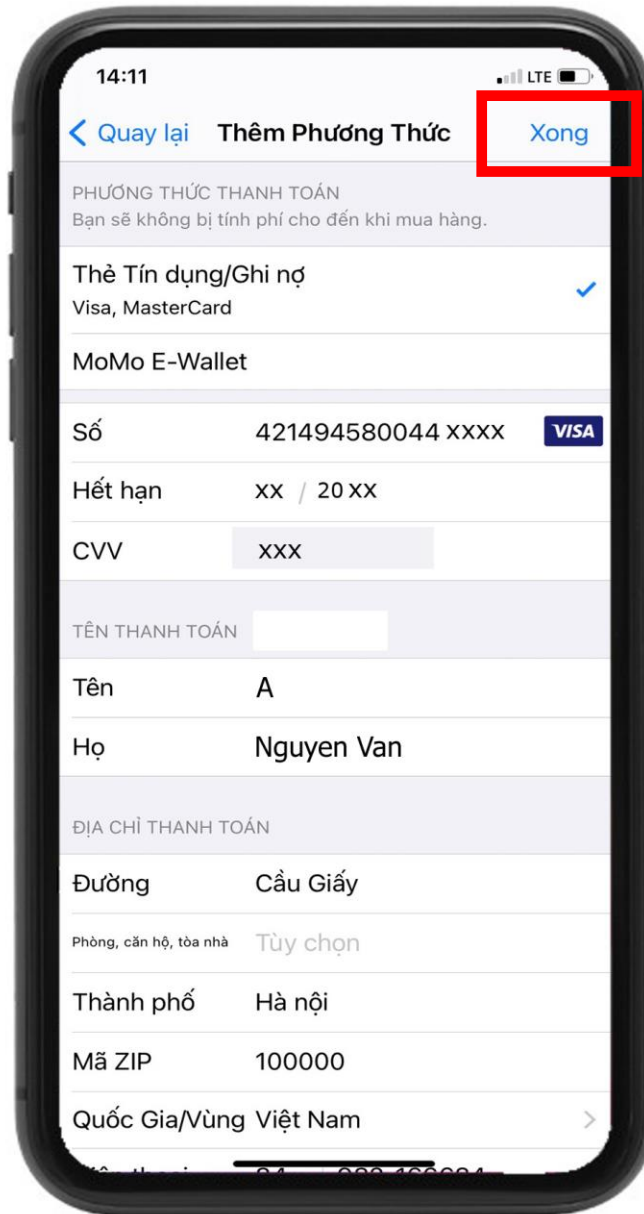 14:11 LTE
Quay lại Thêm Phương Thức Xong
PHƯƠNG THỨC THANH TOÁN
Bạn sẽ không bị tính phí cho đến khi mua hàng.
Thẻ Tín dụng/Ghi nợ
Visa, MasterCard
MoMo E-Wallet
Số 421494580044 xxxx VISA
Hết hạn xx / 20 xx
CVV xxx
TÊN THANH TOÁN
Tên A
Họ Nguyen Van
ĐỊA CHỈ THANH TOÁN
Đường Cầu Giấy
Phòng, căn hộ, tòa nhà Tùy chọn
Thành phố Hà nội
Mã ZIP 100000
Quốc Gia/Vùng Việt Nam